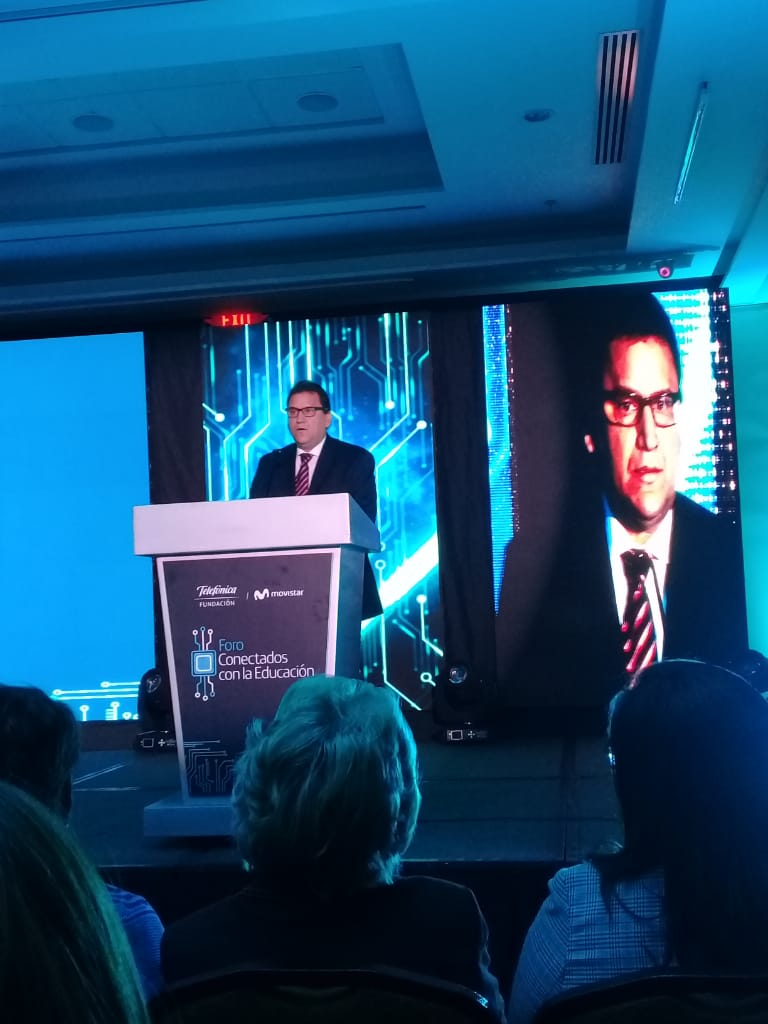 EXIT
Telefónica
FUNDACIÓN
movistar
Foro
Conectados
con la Educación